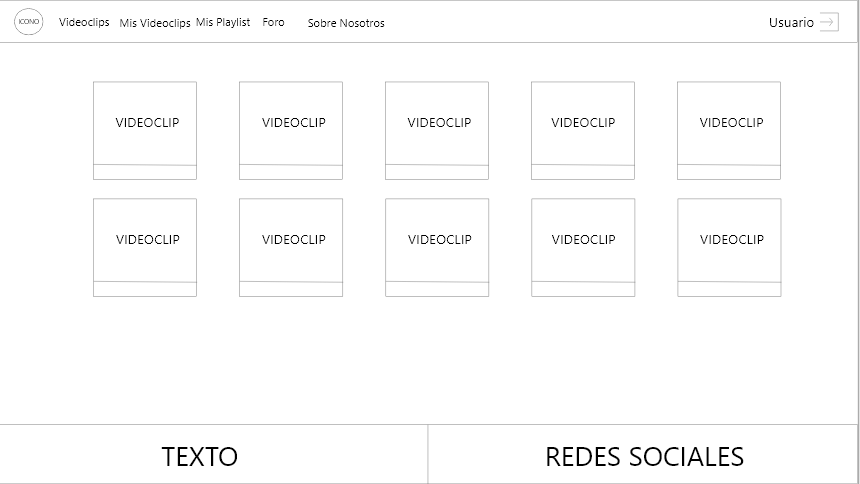 ICONO Videoclips Mis Videoclips Mis Playlist Foro Sobre Nosotros Usuario
VIDEOCLIP VIDEOCLIP VIDEOCLIP VIDEOCLIP VIDEOCLIP
VIDEOCLIP VIDEOCLIP VIDEOCLIP VIDEOCLIP VIDEOCLIP
TEXTO REDES SOCIALES